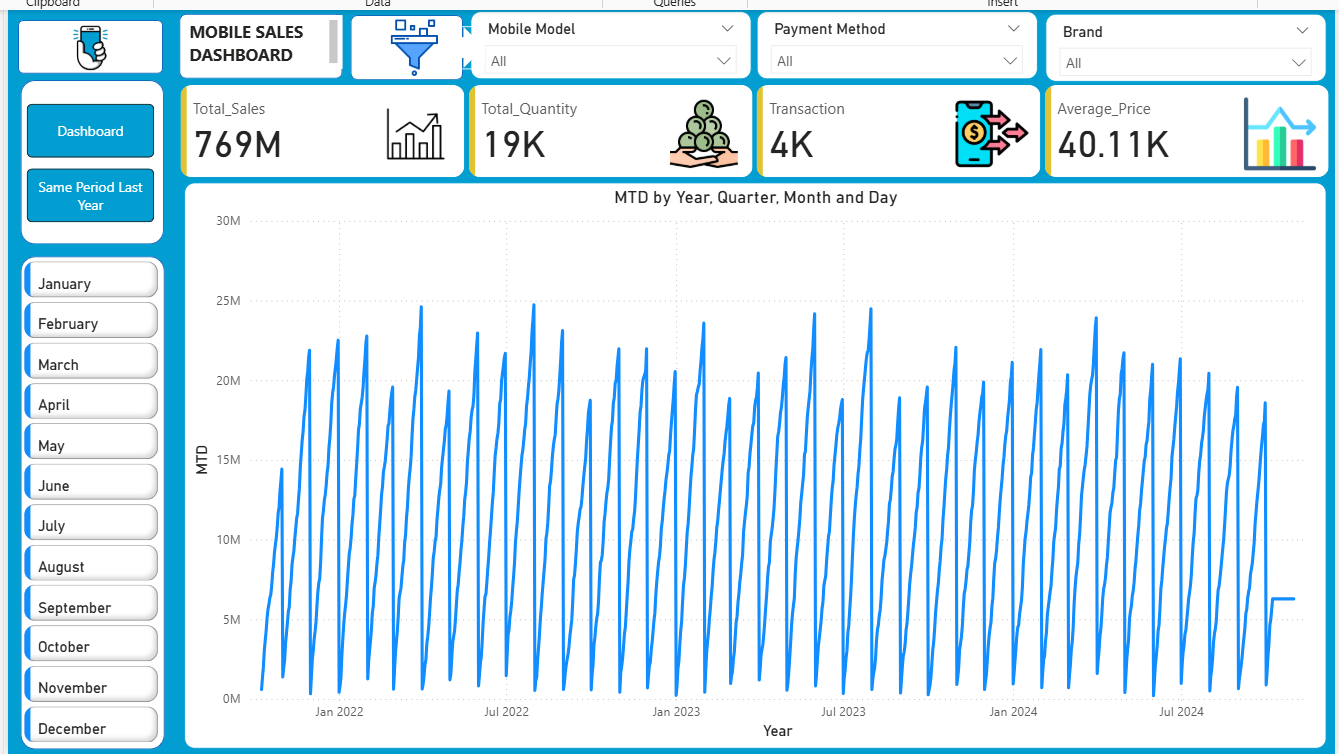 Clipboard
Data
Queries
Insert
MOBILE SALES
DASHBOARD
Mobile Model
All
Payment Method
All
Brand
All
Dashboard
Same Period Last
Year
Total_Sales
769M
Total_Quantity
19K
Transaction
4K
Average_Price
40.11K
January
February
March
April
May
June
July
August
September
October
November
December
MTD by Year, Quarter, Month and Day
MTD
30M
25M
20M
15M
10M
5M
0M
Jan 2022
Jul 2022
Jan 2023
Jul 2023
Jan 2024
Jul 2024
Year